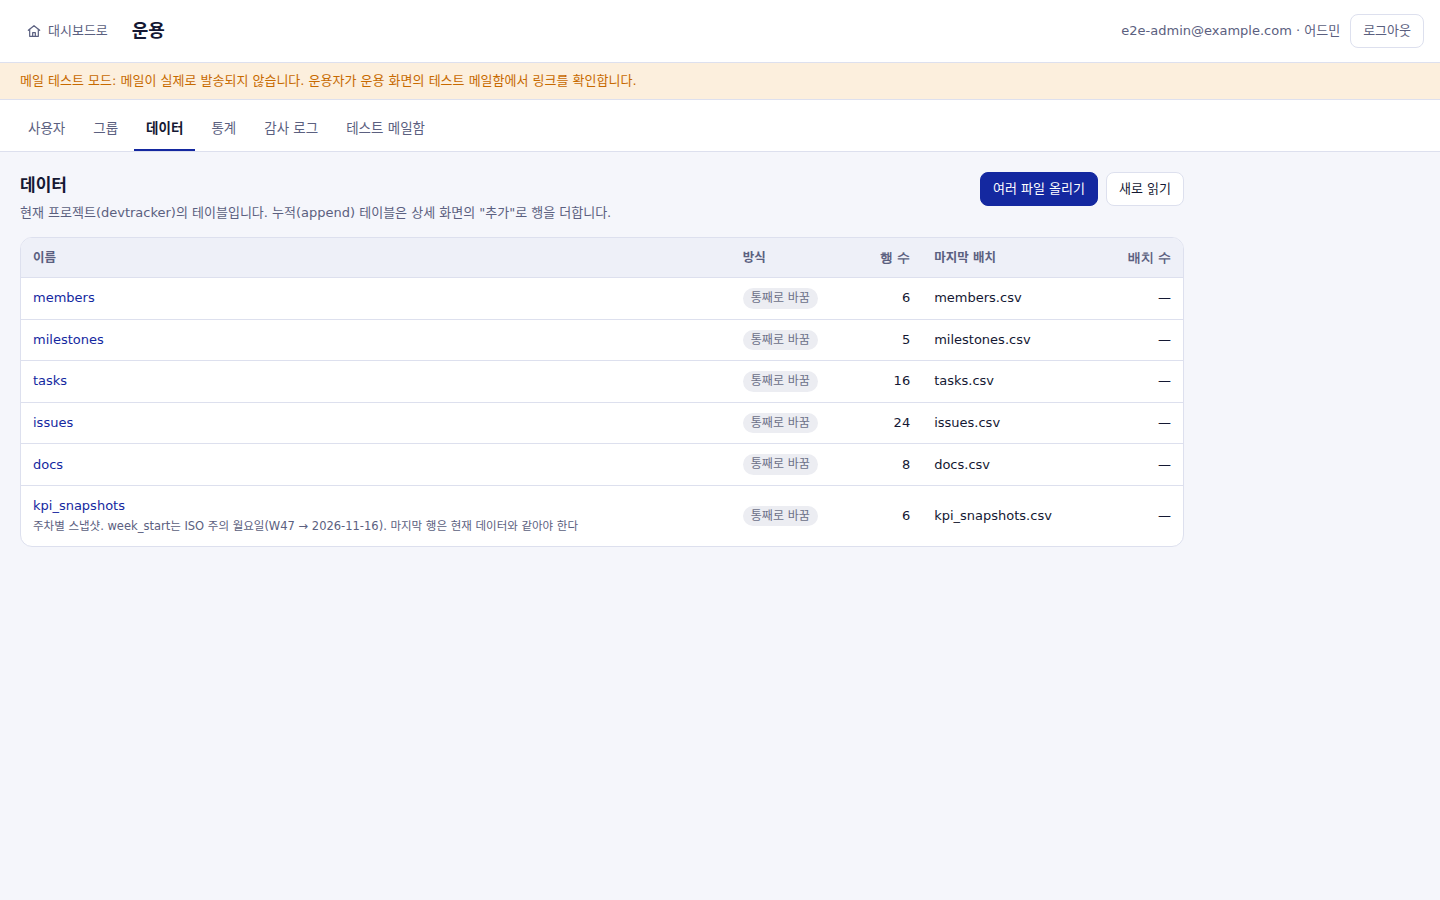 대시보드로
운용
e2e-admin@example.com · 어드민
로그아웃
메일 테스트 모드: 메일이 실제로 발송되지 않습니다. 운용자가 운용 화면의 테스트 메일함에서 링크를 확인합니다.
사용자 그룹 데이터 통계 감사 로그 테스트 메일함
데이터
현재 프로젝트(devtracker)의 테이블입니다. 누적(append) 테이블은 상세 화면의 "추가"로 행을 더합니다.
여러 파일 올리기
새로 읽기
이름 방식 행 수 마지막 배치 배치 수
members 통째로 바꿈 6 members.csv —
milestones 통째로 바꿈 5 milestones.csv —
tasks 통째로 바꿈 16 tasks.csv —
issues 통째로 바꿈 24 issues.csv —
docs 통째로 바꿈 8 docs.csv —
kpi_snapshots 통째로 바꿈 6 kpi_snapshots.csv —
주차별 스냅샷. week_start는 ISO 주의 월요일(W47 → 2026-11-16). 마지막 행은 현재 데이터와 같아야 한다